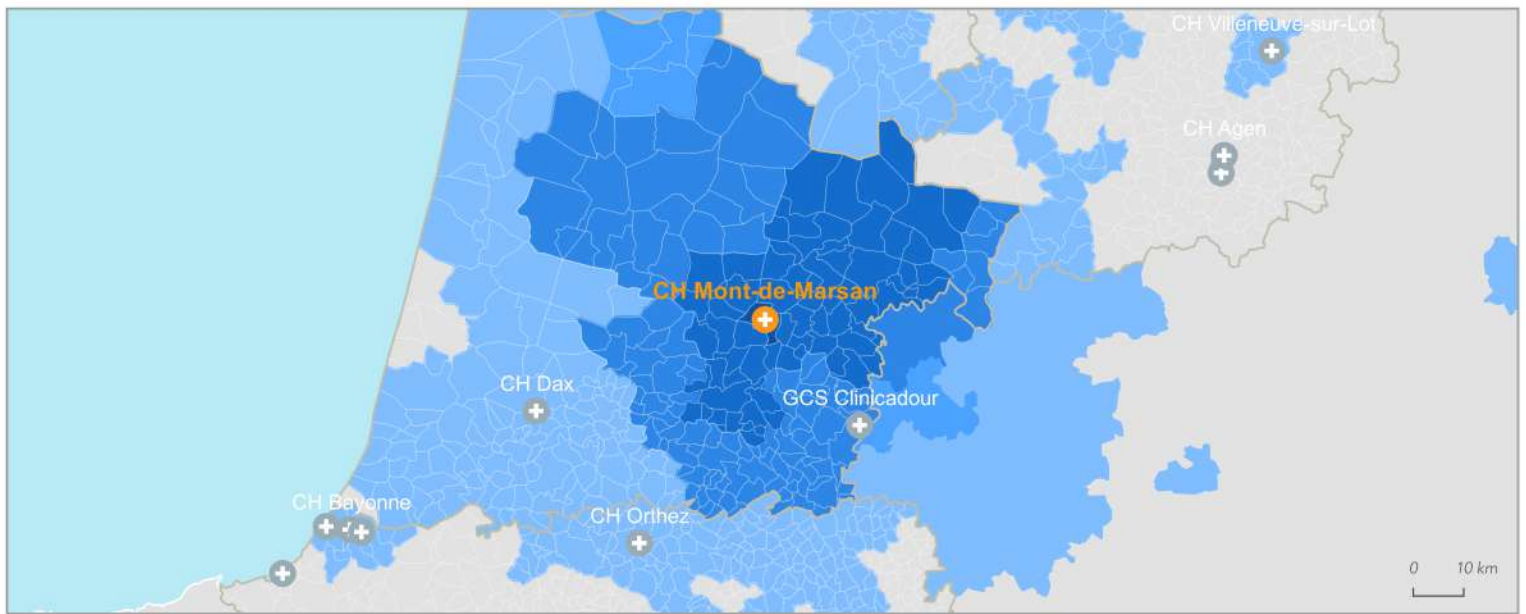 CH Villeneuve-sur-Lot
CH Agen
CH Mont-de-Marsan
CH Dax
GCS Clinicadour
CH Bayonne
CH Orthez
0 10 km